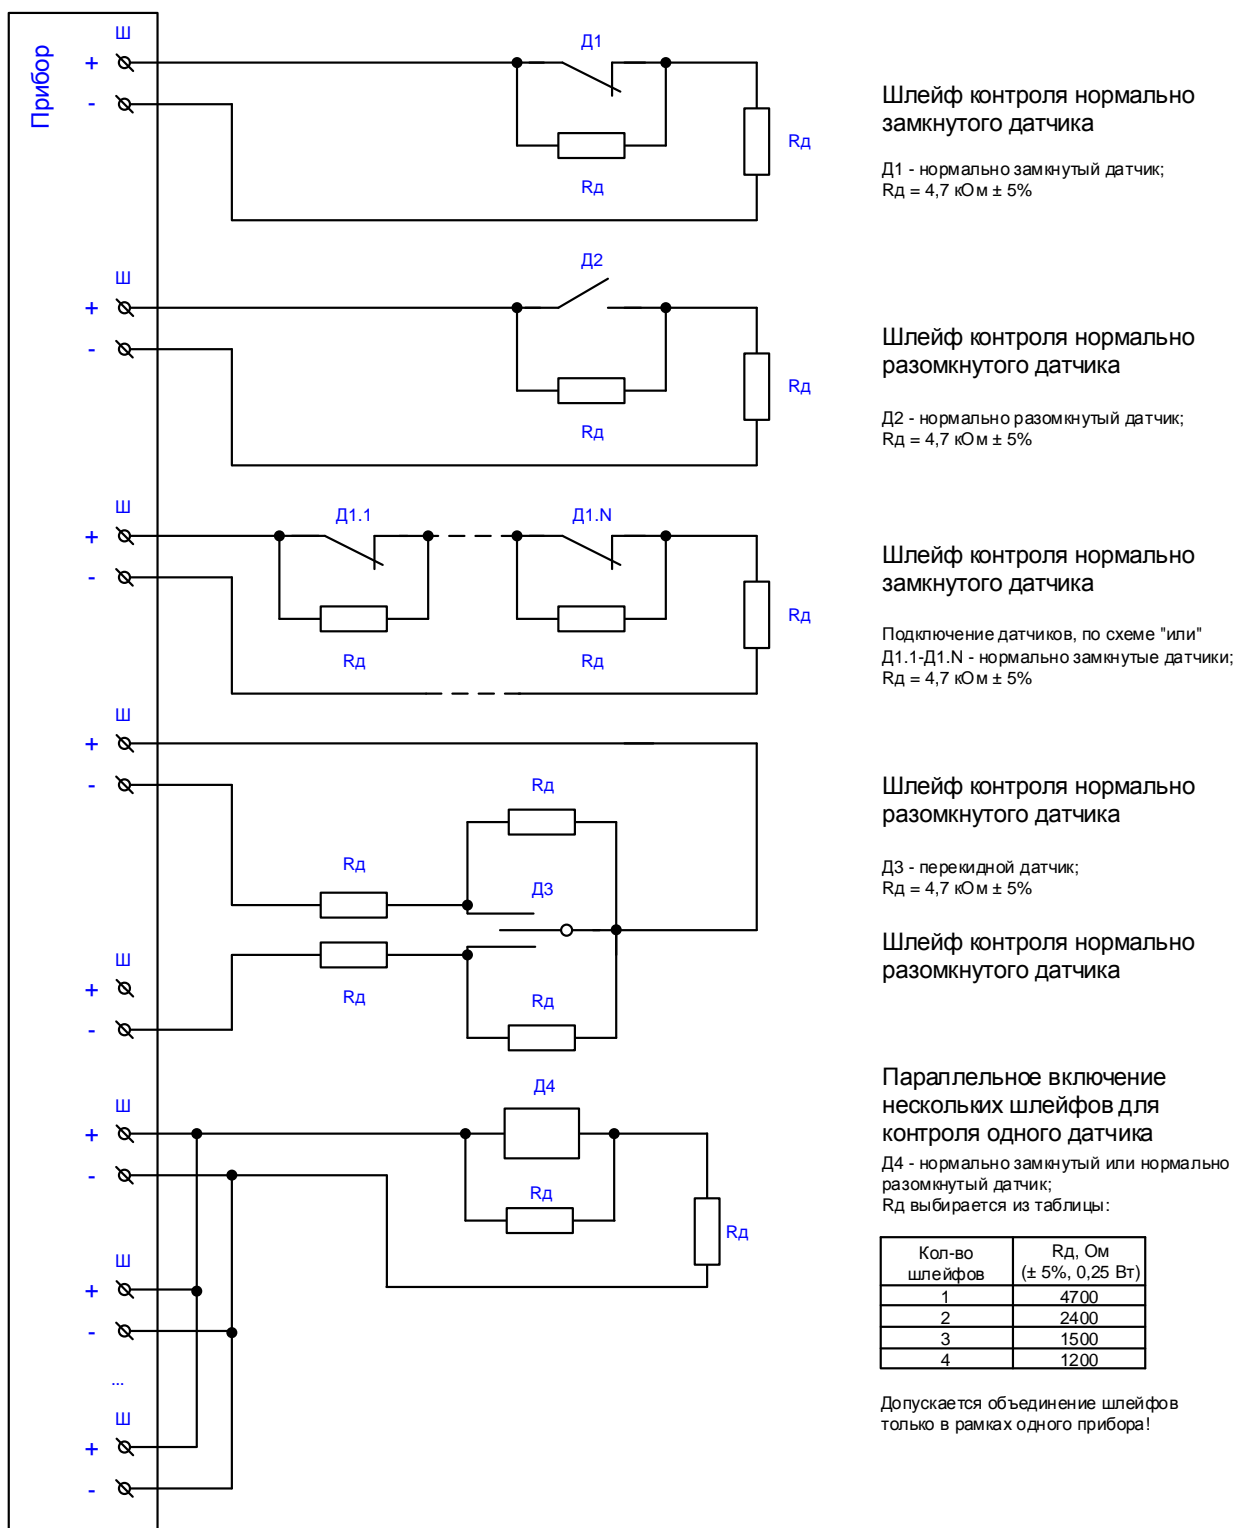 Прибор
Ш
+
-
Д1
Rд
Rд
Шлейф контроля нормально
замкнутого датчика
Д1 - нормально замкнутый датчик;
Rд = 4,7 кОм ± 5%
Ш
+
-
Д2
Rд
Rд
Шлейф контроля нормально
разомкнутого датчика
Д2 - нормально разомкнутый датчик;
Rд = 4,7 кОм ± 5%
Ш
+
-
Д1.1
Д1.N
Rд
Rд
Rд
Шлейф контроля нормально
замкнутого датчика
Подключение датчиков, по схеме "или"
Д1.1-Д1.N - нормально замкнутые датчики;
Rд = 4,7 кОм ± 5%
Ш
+
-
Rд
Rд
Д3
Шлейф контроля нормально
разомкнутого датчика
Д3 - перекидной датчик;
Rд = 4,7 кОм ± 5%
Ш
+
-
Rд
Rд
Шлейф контроля нормально
разомкнутого датчика
Ш
+
-
Д4
Rд
Rд
Параллельное включение
нескольких шлейфов для
контроля одного датчика
Д4 - нормально замкнутый или нормально
разомкнутый датчик;
Rд выбирается из таблицы:
Ш
+
-
...
Ш
+
-
Кол-во шлейфов Rд, Ом (± 5%, 0,25 Вт)
1 4700
2 2400
3 1500
4 1200
Допускается объединение шлейфов
только в рамках одного прибора!